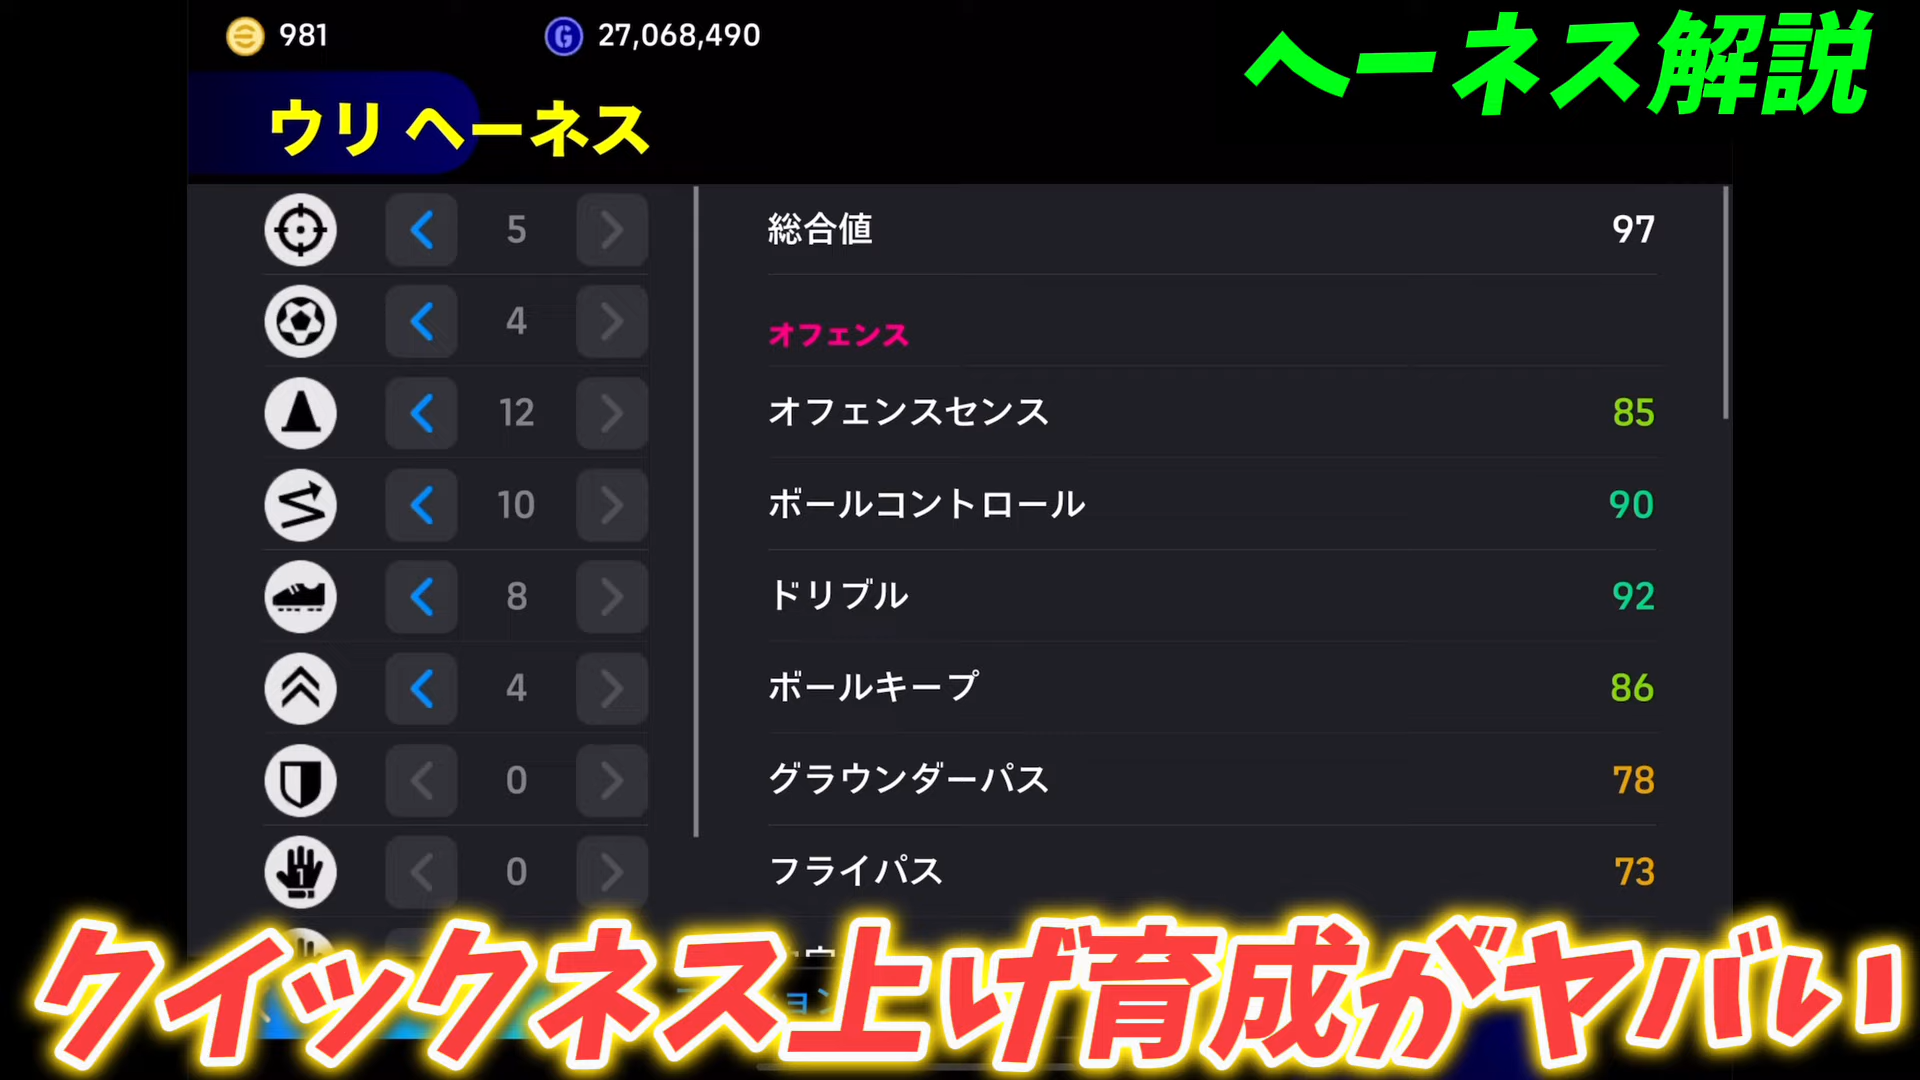 981
27,068,490
ヘーネス解説
ウリ ヘーネス
5
4
12
10
8
4
0
0
総合値 97
オフェンス
オフェンスセンス 85
ボールコントロール 90
ドリブル 92
ボールキープ 86
グラウンダーパス 78
フライパス 73
クイックネス上げ育成がヤバい